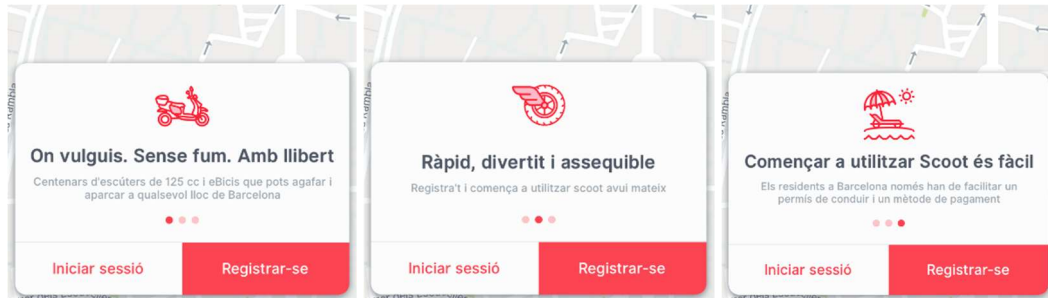 On vulguis. Sense fum. Amb llibert
Centenars d'escúters de 125 cc i eBicis que pots agafar i
aparcar a qualsevol lloc de Barcelona
Iniciar sessió
Registrar-se
Ràpid, divertit i assequible
Registra't i comença a utilitzar scoot avui mateix
Iniciar sessió
Registrar-se
Començar a utilitzar Scoot és fàcil
Els residents a Barcelona només han de facilitar un
permís de conduir i un mètode de pagament
Iniciar sessió
Registrar-se